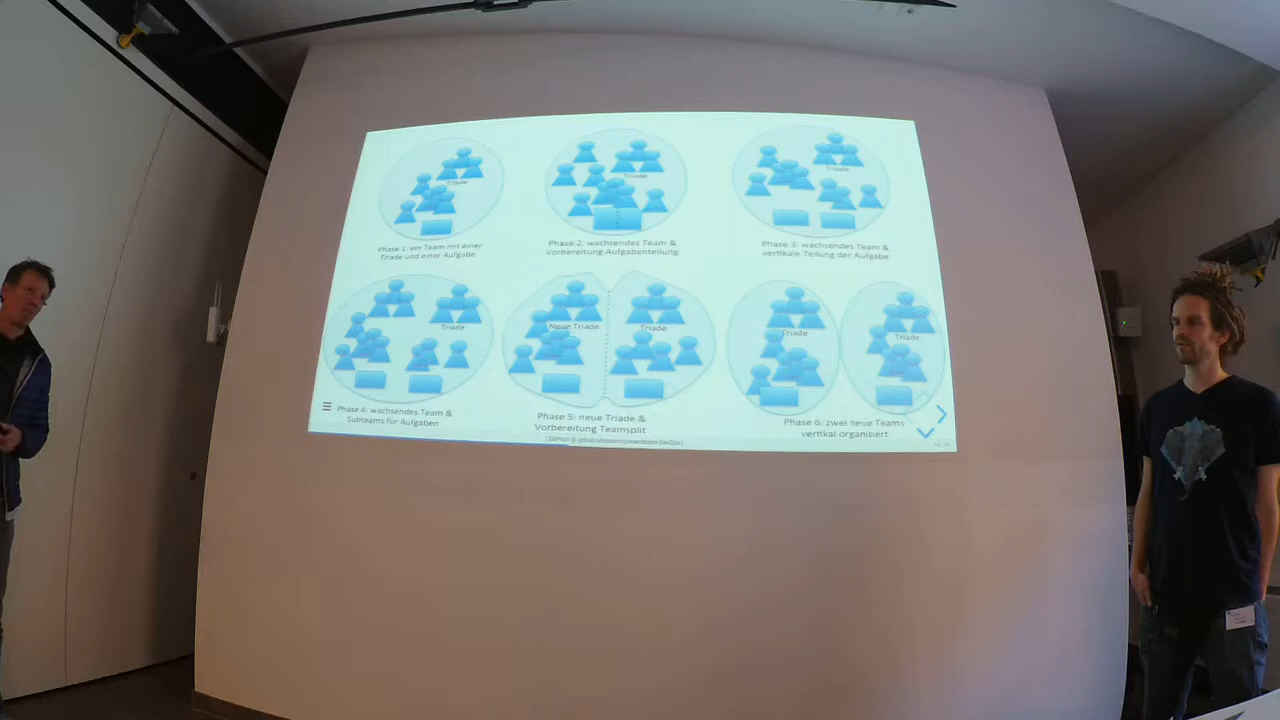 Triade
Triade
Triade
Phase 1: ein Team mit einer
Triade und einer Aufgabe
Phase 2: wachsendes Team &
Vorbereitung Aufgabenteilung
Phase 3: wachsendes Team &
vertikale Teilung der Aufgabe
Triade
Neue Triade
Triade
Triade
Triade
Phase 4: wachsendes Team &
Subteams für Aufgaben
Phase 5: neue Triade &
Vorbereitung Teamsplit
Phase 6: zwei neue Teams
vertikal organisiert